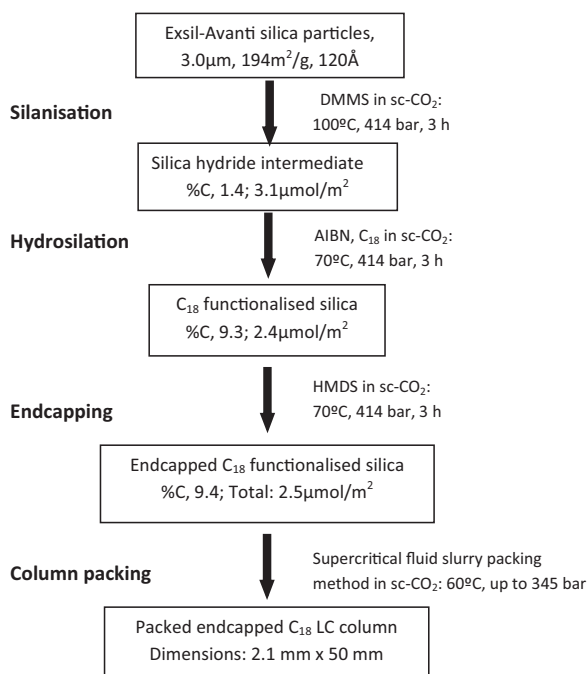 Exsil-Avanti silica particles,
3.0µm, 194m²/g, 120Å
Silanisation
DMMS in sc-CO₂:
100ºC, 414 bar, 3 h
Silica hydride intermediate
%C, 1.4; 3.1µmol/m²
Hydrosilation
AIBN, C₁₈ in sc-CO₂:
70ºC, 414 bar, 3 h
C₁₈ functionalised silica
%C, 9.3; 2.4µmol/m²
HMDS in sc-CO₂:
70ºC, 414 bar, 3 h
Endcapping
Endcapped C₁₈ functionalised silica
%C, 9.4; Total: 2.5µmol/m²
Column packing
Supercritical fluid slurry packing
method in sc-CO₂: 60ºC, up to 345 bar
Packed endcapped C₁₈ LC column
Dimensions: 2.1 mm x 50 mm